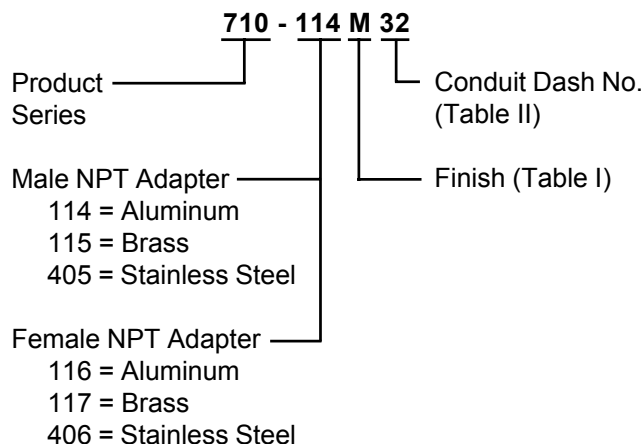 710 - 114 M 32
Product
Series
Conduit Dash No.
(Table II)
Male NPT Adapter
114 = Aluminum
115 = Brass
405 = Stainless Steel
Finish (Table I)
Female NPT Adapter
116 = Aluminum
117 = Brass
406 = Stainless Steel